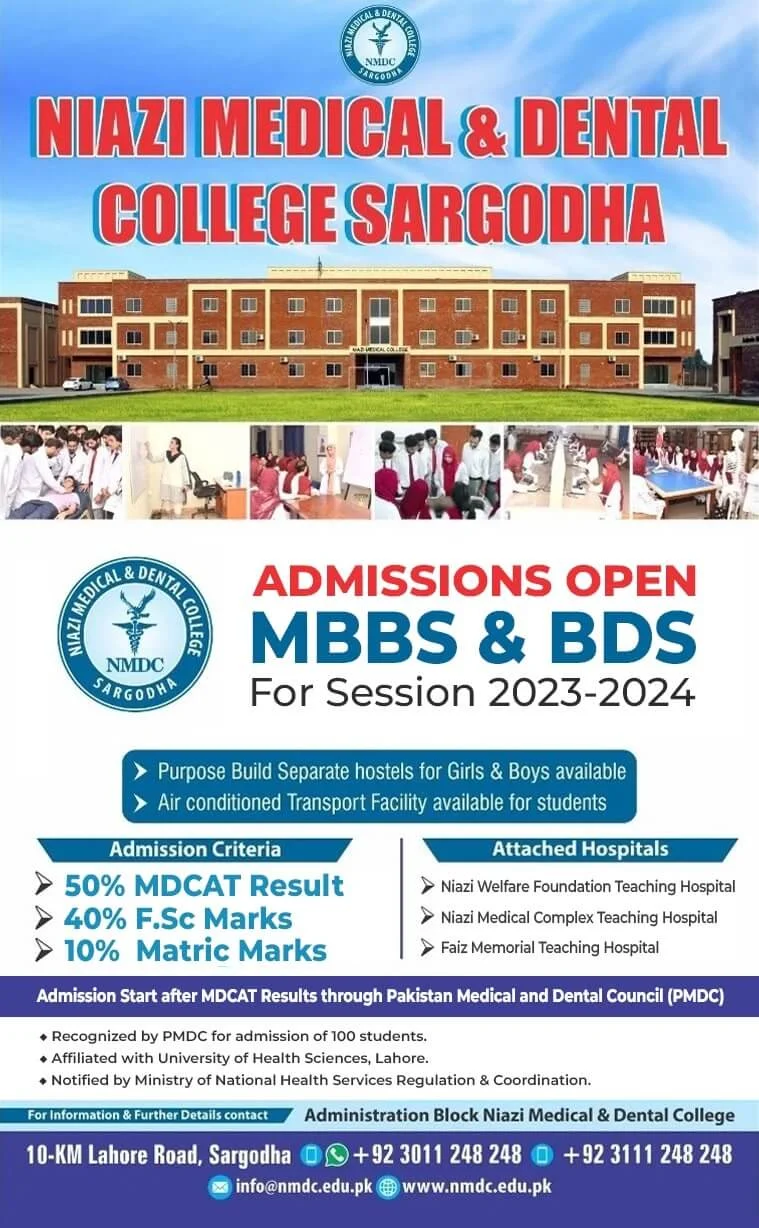 NIAZI MEDICAL & DENTAL COLLEGE
NMDC
SARGODHA
NIAZI MEDICAL & DENTAL
COLLEGE SARGODHA
NIAZI MEDICAL COLLEGE
NIAZI MEDICAL & DENTAL COLLEGE
NMDC
SARGODHA
ADMISSIONS OPEN
MBBS & BDS
For Session 2023-2024
Purpose Build Separate hostels for Girls & Boys available
Air conditioned Transport Facility available for students
Admission Criteria
50% MDCAT Result
40% F.Sc Marks
10% Matric Marks
Attached Hospitals
Niazi Welfare Foundation Teaching Hospital
Niazi Medical Complex Teaching Hospital
Faiz Memorial Teaching Hospital
Admission Start after MDCAT Results through Pakistan Medical and Dental Council (PMDC)
Recognized by PMDC for admission of 100 students.
Affiliated with University of Health Sciences, Lahore.
Notified by Ministry of National Health Services Regulation & Coordination.
For Information & Further Details contact Administration Block Niazi Medical & Dental College
10-KM Lahore Road, Sargodha +92 3011 248 248 +92 3111 248 248
info@nmdc.edu.pk www.nmdc.edu.pk